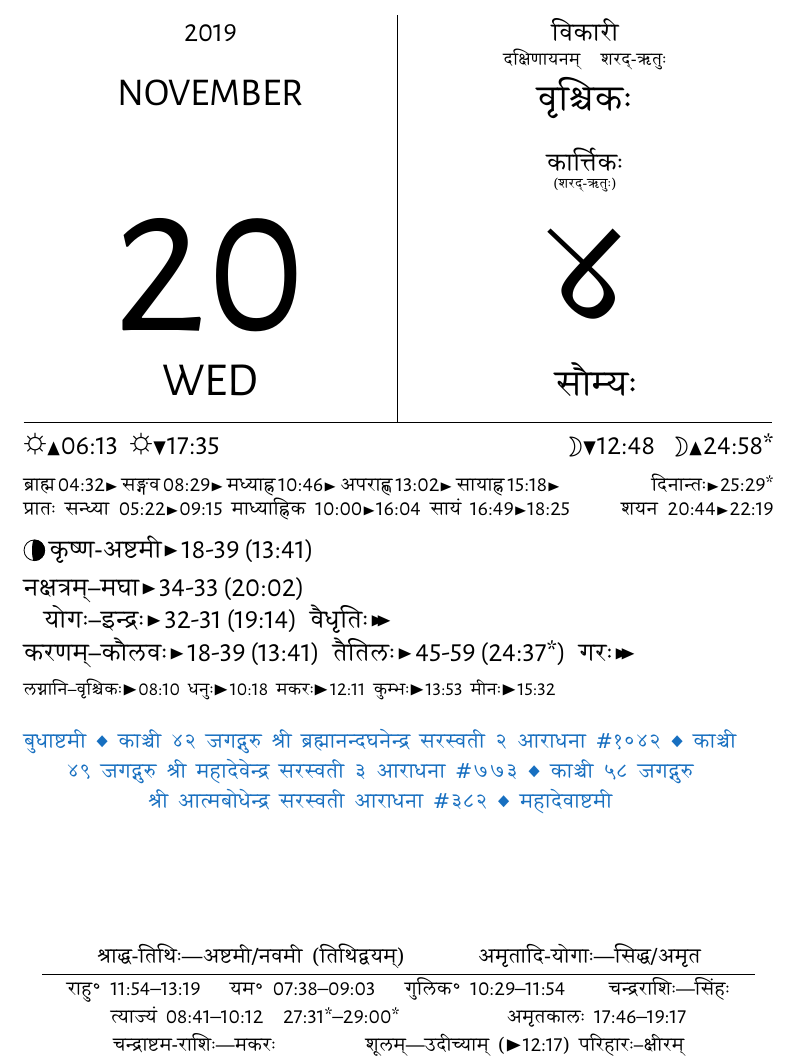 2019
NOVEMBER
20
WED
विकारी
दक्षिणायनम् शरद्-ऋतुः
वृश्चिकः
कार्त्तिकः
(शरद्-ऋतुः)
४
सौम्यः
☼▲06:13 ☼▼17:35 ☽▼12:48 ☽▲24:58*
ब्राह्म 04:32► सङ्गव 08:29► मध्याह्न 10:46► अपराह्ण 13:02► सायाह्न 15:18► दिनान्तः►25:29*
प्रातः सन्ध्या 05:22►09:15 माध्याह्निक 10:00►16:04 सायं 16:49►18:25 शयन 20:44►22:19
कृष्ण-अष्टमी►18-39 (13:41)
नक्षत्रम्–मघा►34-33 (20:02)
योगः–इन्द्रः►32-31 (19:14) वैधृतिः►►
करणम्–कौलवः►18-39 (13:41) तैतिलः►45-59 (24:37*) गरः►►
लग्नानि–वृश्चिकः►08:10 धनुः►10:18 मकरः►12:11 कुम्भः►13:53 मीनः►15:32
बुधाष्टमी ◆ काञ्ची ४२ जगद्गुरु श्री ब्रह्मानन्दघनेन्द्र सरस्वती २ आराधना #१०४२ ◆ काञ्ची
४९ जगद्गुरु श्री महादेवेन्द्र सरस्वती ३ आराधना #७७३ ◆ काञ्ची ५८ जगद्गुरु
श्री आत्मबोधेन्द्र सरस्वती आराधना #३८२ ◆ महादेवाष्टमी
श्राद्ध-तिथिः—अष्टमी/नवमी (तिथिद्वयम्) अमृतादि-योगाः—सिद्ध/अमृत
राहु॰ 11:54–13:19 यम॰ 07:38–09:03 गुलिक॰ 10:29–11:54 चन्द्रराशिः—सिंहः
त्याज्यं 08:41–10:12 27:31*–29:00* अमृतकालः 17:46–19:17
चन्द्राष्टम-राशिः—मकरः शूलम्—उदीच्याम् (►12:17) परिहारः–क्षीरम्